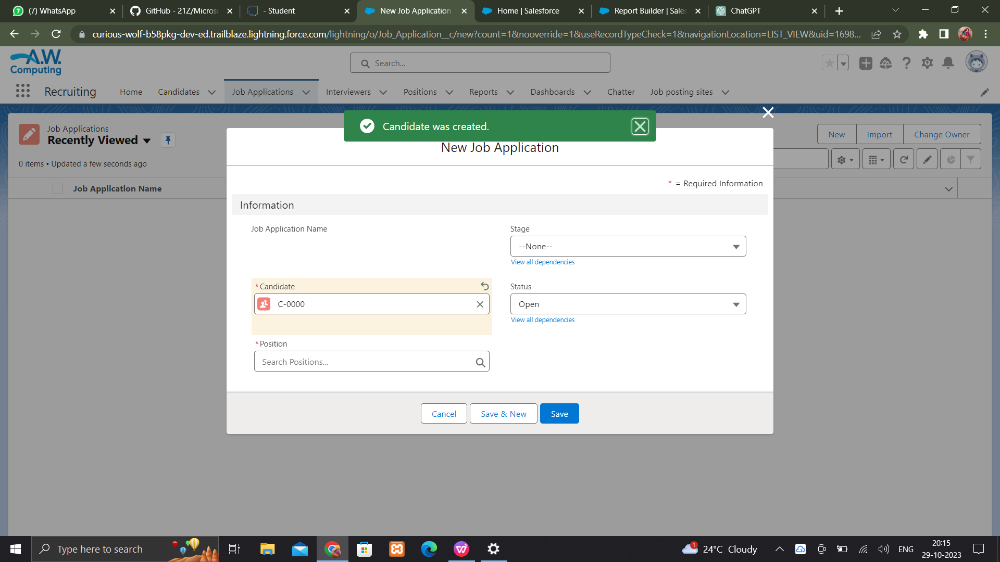 (7) WhatsApp
GitHub - 21Z/Micros
- Student
New Job Application
Home | Salesforce
Report Builder | Sales
ChatGPT
curious-wolf-b58pkg-dev-ed.trailblaze.lightning.force.com/lightning/o/Job_Application__c/new?count=1&nooverride=1&useRecordTypeCheck=1&navigationLocation=LIST_VIEW&uid=1698...
A.W. Computing
Search...
Recruiting
Home
Candidates
Job Applications
Interviewers
Positions
Reports
Dashboards
Chatter
Job posting sites
Candidate was created.
Job Applications
Recently Viewed
New
Import
Change Owner
0 items • Updated a few seconds ago
Job Application Name
New Job Application
* = Required Information
Information
Job Application Name
Stage
--None--
View all dependencies
*Candidate
C-0000
Status
Open
View all dependencies
*Position
Search Positions...
Cancel
Save & New
Save
Type here to search
1
24°C Cloudy
ENG
20:15
29-10-2023